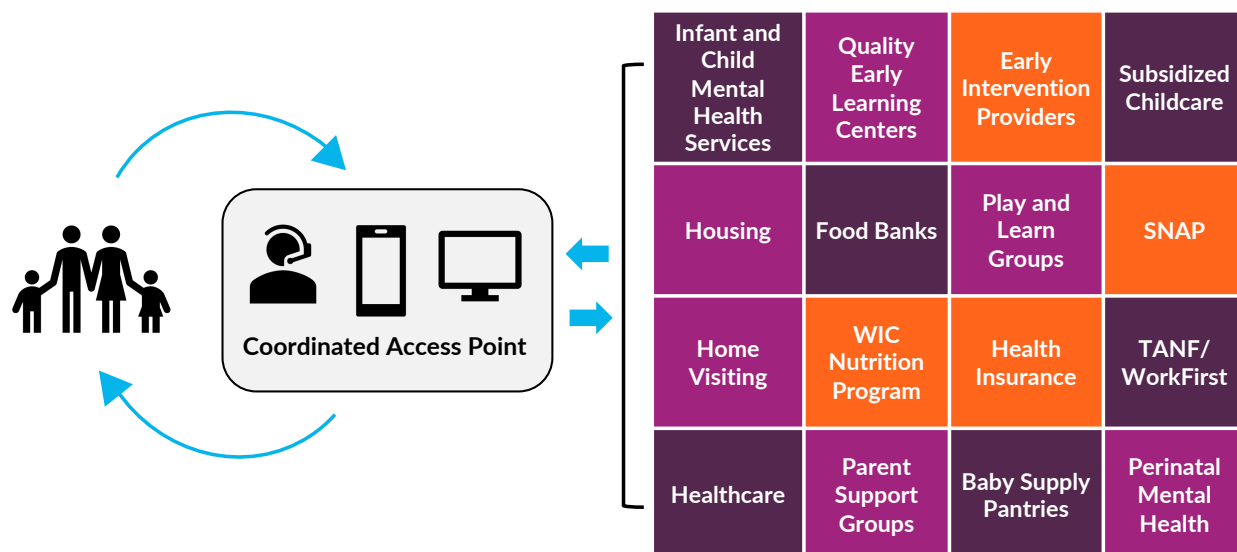 Infant and
Child
Mental
Health
Services
Quality
Early
Learning
Centers
Early
Intervention
Providers
Subsidized
Childcare
Housing
Food Banks
Play and
Learn
Groups
SNAP
Coordinated Access Point
Home
Visiting
WIC
Nutrition
Program
Health
Insurance
TANF/
WorkFirst
Healthcare
Parent
Support
Groups
Baby Supply
Pantries
Perinatal
Mental
Health